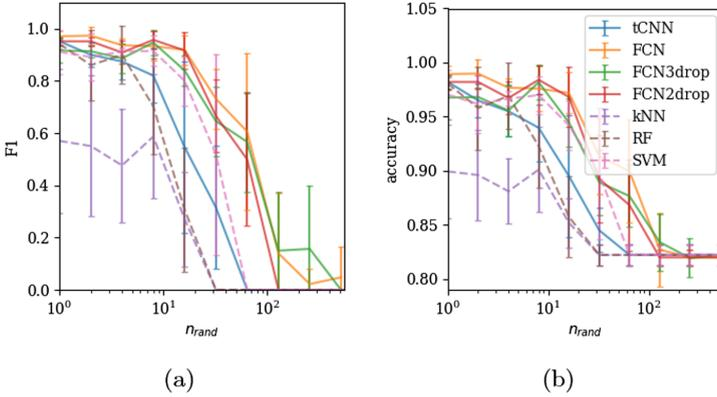 1.0
0.8
0.6
0.4
0.2
0.0
F1
10⁰
10¹
10²
n_rand
(a)
1.05
1.00
0.95
0.90
0.85
0.80
accuracy
10⁰
10¹
10²
n_rand
tCNN
FCN
FCN3drop
FCN2drop
kNN
RF
SVM
(b)